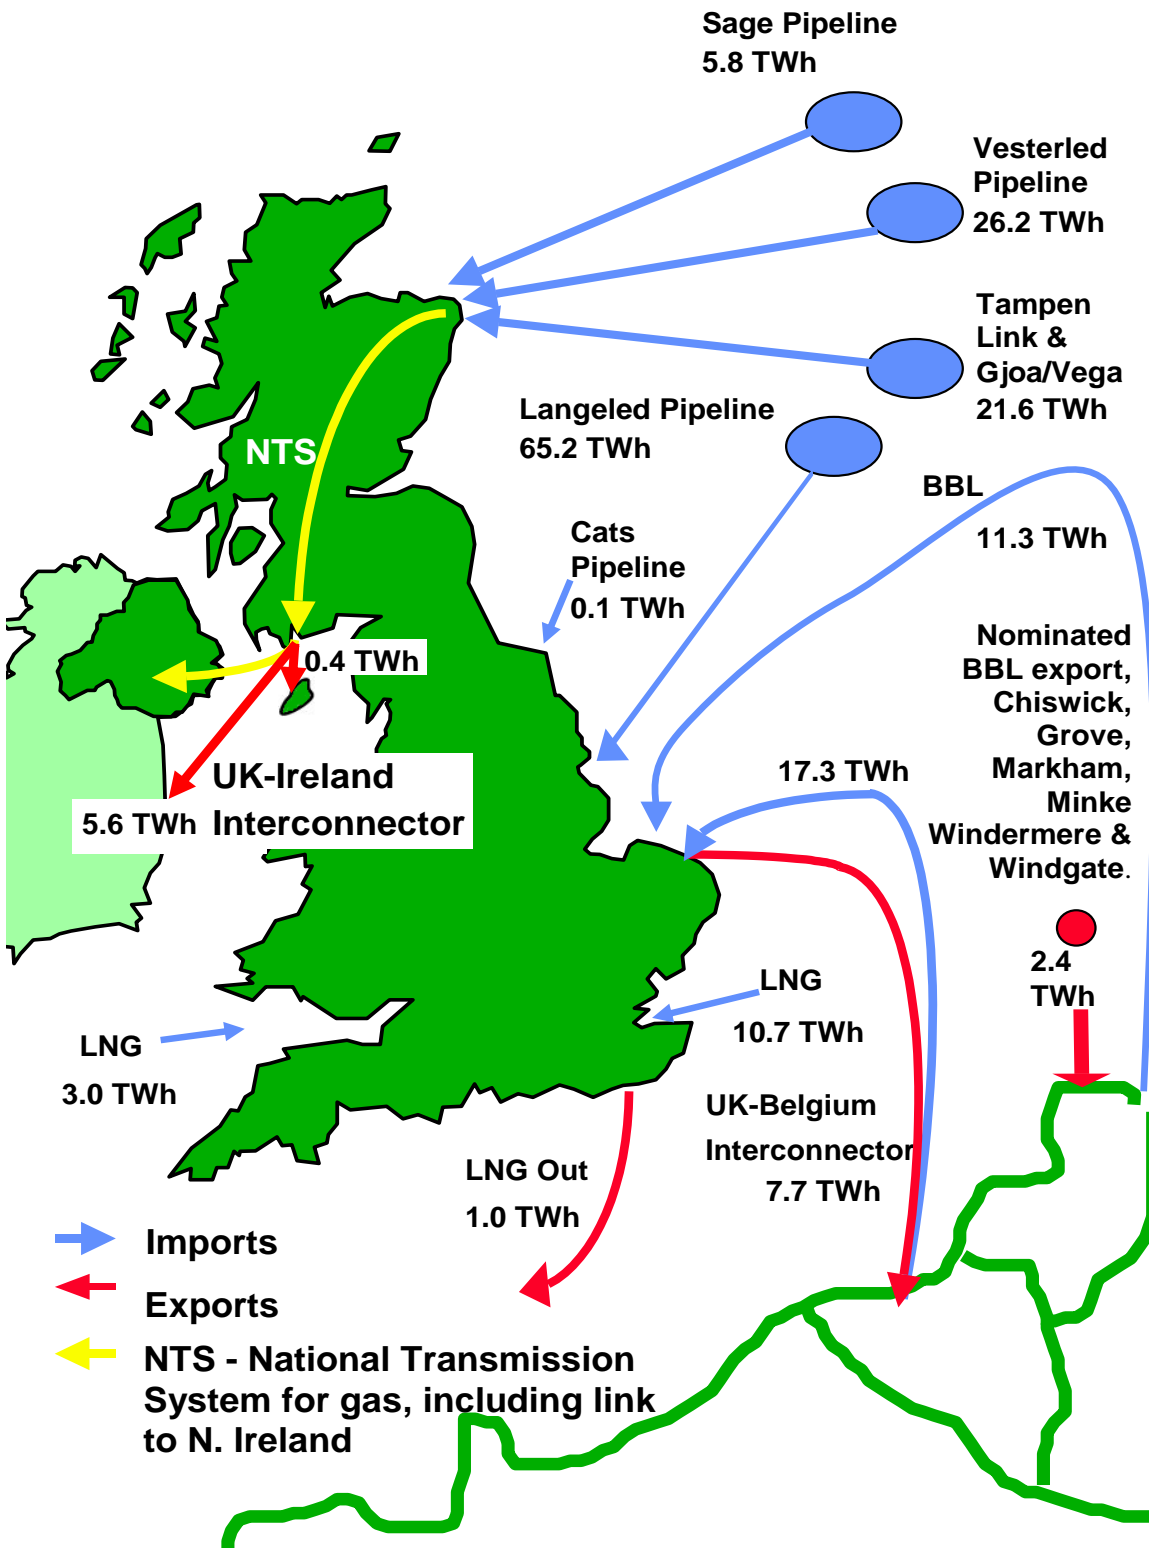 Sage Pipeline
5.8 TWh
Vesterled
Pipeline
26.2 TWh
Tampen
Link &
Gjoa/Vega
21.6 TWh
Langeled Pipeline
65.2 TWh
NTS
BBL
11.3 TWh
Cats
Pipeline
0.1 TWh
Nominated
BBL export,
Chiswick,
Grove,
Markham,
Minke
Windermere &
Windgate.
0.4 TWh
UK-Ireland
Interconnector
5.6 TWh
17.3 TWh
2.4
TWh
LNG
10.7 TWh
LNG
3.0 TWh
UK-Belgium
Interconnector
7.7 TWh
LNG Out
1.0 TWh
Imports
Exports
NTS - National Transmission
System for gas, including link
to N. Ireland